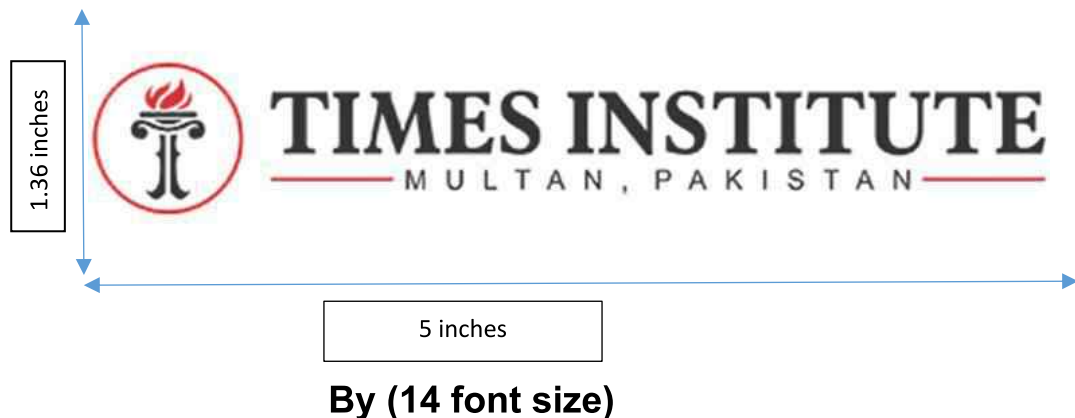 1.36 inches
TIMES INSTITUTE
MULTAN, PAKISTAN
5 inches
By (14 font size)